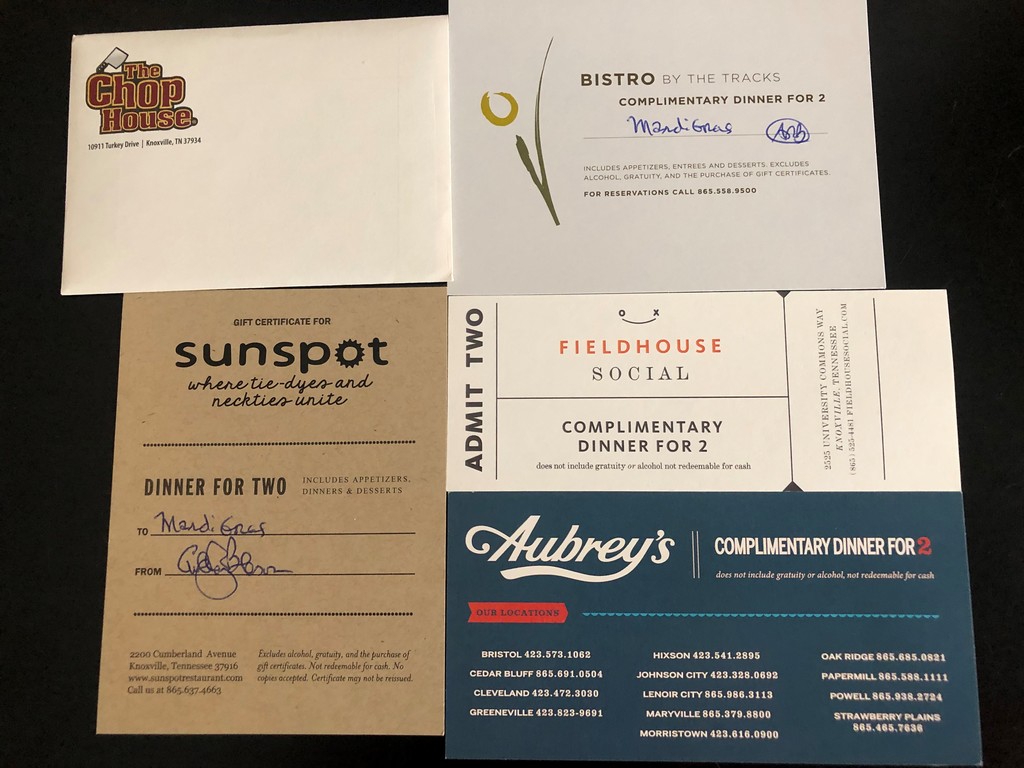 The
Chop
House
10911 Turkey Drive | Knoxville, TN 37934
BISTRO BY THE TRACKS
COMPLIMENTARY DINNER FOR 2
Mardi Gras
INCLUDES APPETIZERS, ENTREES AND DESSERTS. EXCLUDES
ALCOHOL, GRATUITY, AND THE PURCHASE OF GIFT CERTIFICATES.
FOR RESERVATIONS CALL 865.558.9500
GIFT CERTIFICATE FOR
sunspot
where tie-dyes and
neckties unite
DINNER FOR TWO
INCLUDES APPETIZERS,
DINNERS & DESSERTS
TO Mardi Gras
FROM
2200 Cumberland Avenue
Knoxville, Tennessee 37916
www.sunspotrestaurant.com
Call us at 865.637.4663
Excludes alcohol, gratuity, and the purchase of
gift certificates. Not redeemable for cash. No
copies accepted. Certificate may not be reissued.
ADMIT TWO
O X
FIELDHOUSE
SOCIAL
COMPLIMENTARY
DINNER FOR 2
does not include gratuity or alcohol not redeemable for cash
2525 UNIVERSITY COMMONS WAY
KNOXVILLE, TENNESSEE
(865) 525-4481 FIELDHOUSESOCIAL.COM
Aubrey's
COMPLIMENTARY DINNER FOR 2
does not include gratuity or alcohol, not redeemable for cash
OUR LOCATIONS
BRISTOL 423.573.1062
CEDAR BLUFF 865.691.0504
CLEVELAND 423.472.3030
GREENEVILLE 423-823-9691
HIXSON 423.541.2895
JOHNSON CITY 423.328.0692
LENOIR CITY 865.986.3113
MARYVILLE 865.379.8800
MORRISTOWN 423.616.0900
OAK RIDGE 865.685.0821
PAPERMILL 865.588.1111
POWELL 865.938.2724
STRAWBERRY PLAINS
865.465.7636